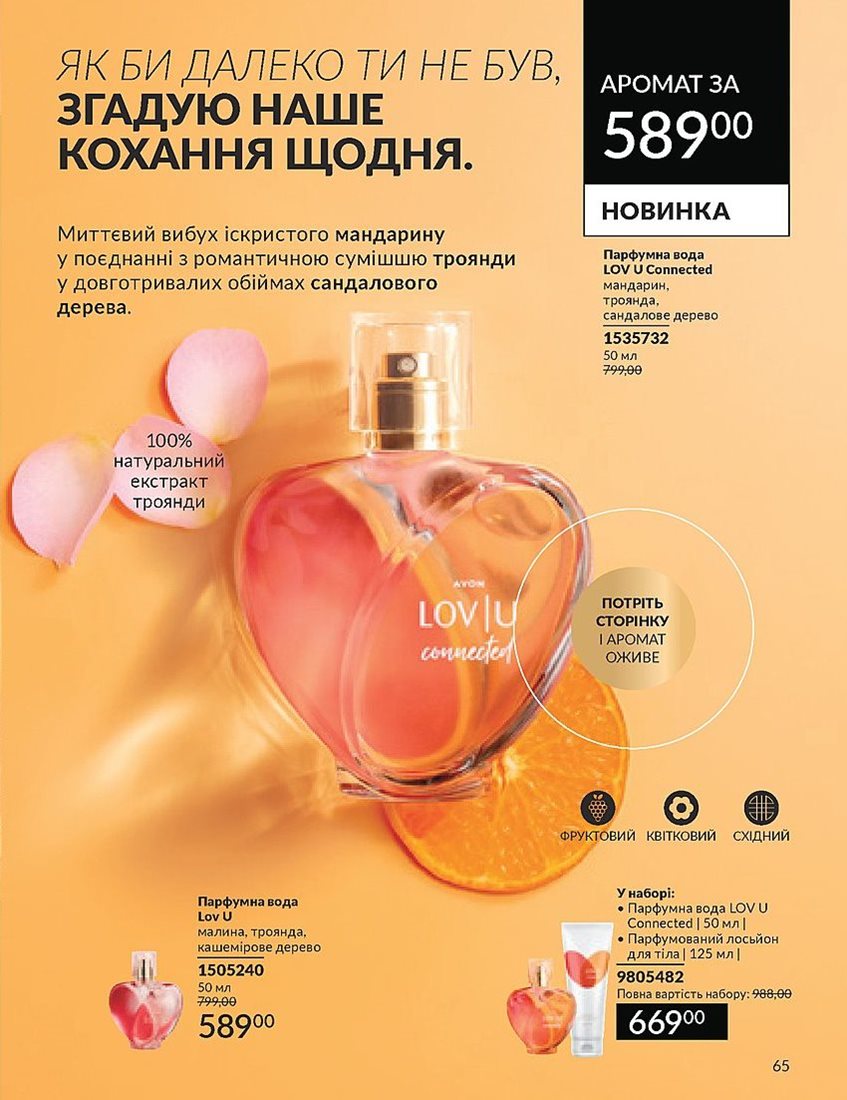 ЯК БИ ДАЛЕКО ТИ НЕ БУВ,
ЗГАДУЮ НАШЕ
КОХАННЯ ЩОДНЯ.
АРОМАТ ЗА
589⁰⁰
НОВИНКА
Миттєвий вибух іскристого мандарину
у поєднанні з романтичною сумішшю троянди
у довготривалих обіймах сандалового
дерева.
Парфумна вода
LOV U Connected
мандарин,
троянда,
сандалове дерево
1535732
50 мл
799,00
100%
натуральний
екстракт
троянди
AVON
LOV|U
connected
ПОТРІТЬ
СТОРІНКУ
І АРОМАТ
ОЖИВЕ
ФРУКТОВИЙ КВІТКОВИЙ СХІДНИЙ
Парфумна вода
Lov U
малина, троянда,
кашемірове дерево
1505240
50 мл
799,00
589⁰⁰
У наборі:
• Парфумна вода LOV U
Connected | 50 мл |
• Парфумований лосьйон
для тіла | 125 мл |
9805482
Повна вартість набору: 988,00
669⁰⁰
65